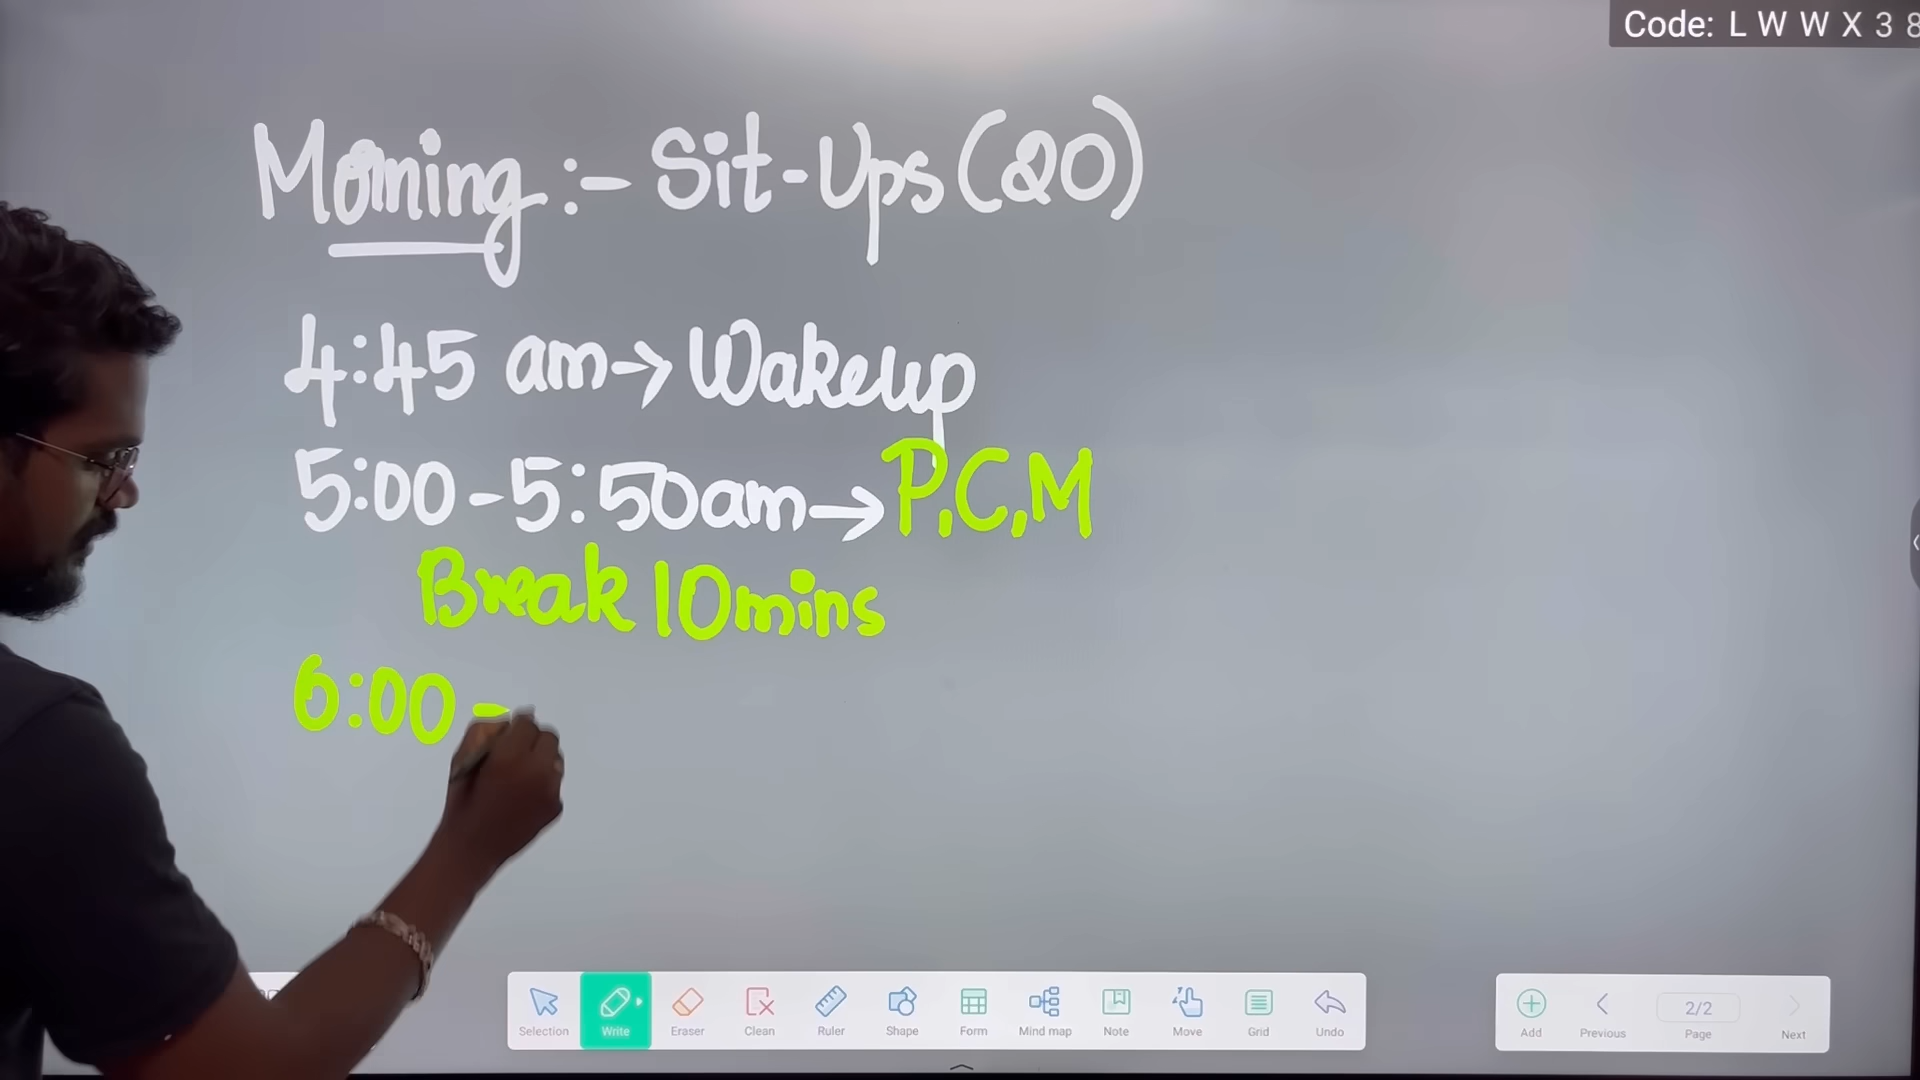 Code: L W W X 3 8
Morning :- Sit-Ups (20)
4:45 am → Wakeup
5:00 - 5:50am → P, C, M
Break 10mins
6:00 -
Selection Write Eraser Clean Ruler Shape Form Mind map Note Move Grid Undo
Add Previous 2/2 Page Next